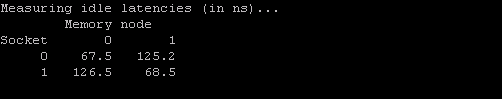 Measuring idle latencies (in ns)...
Memory node
Socket 0 1
0 67.5 125.2
1 126.5 68.5